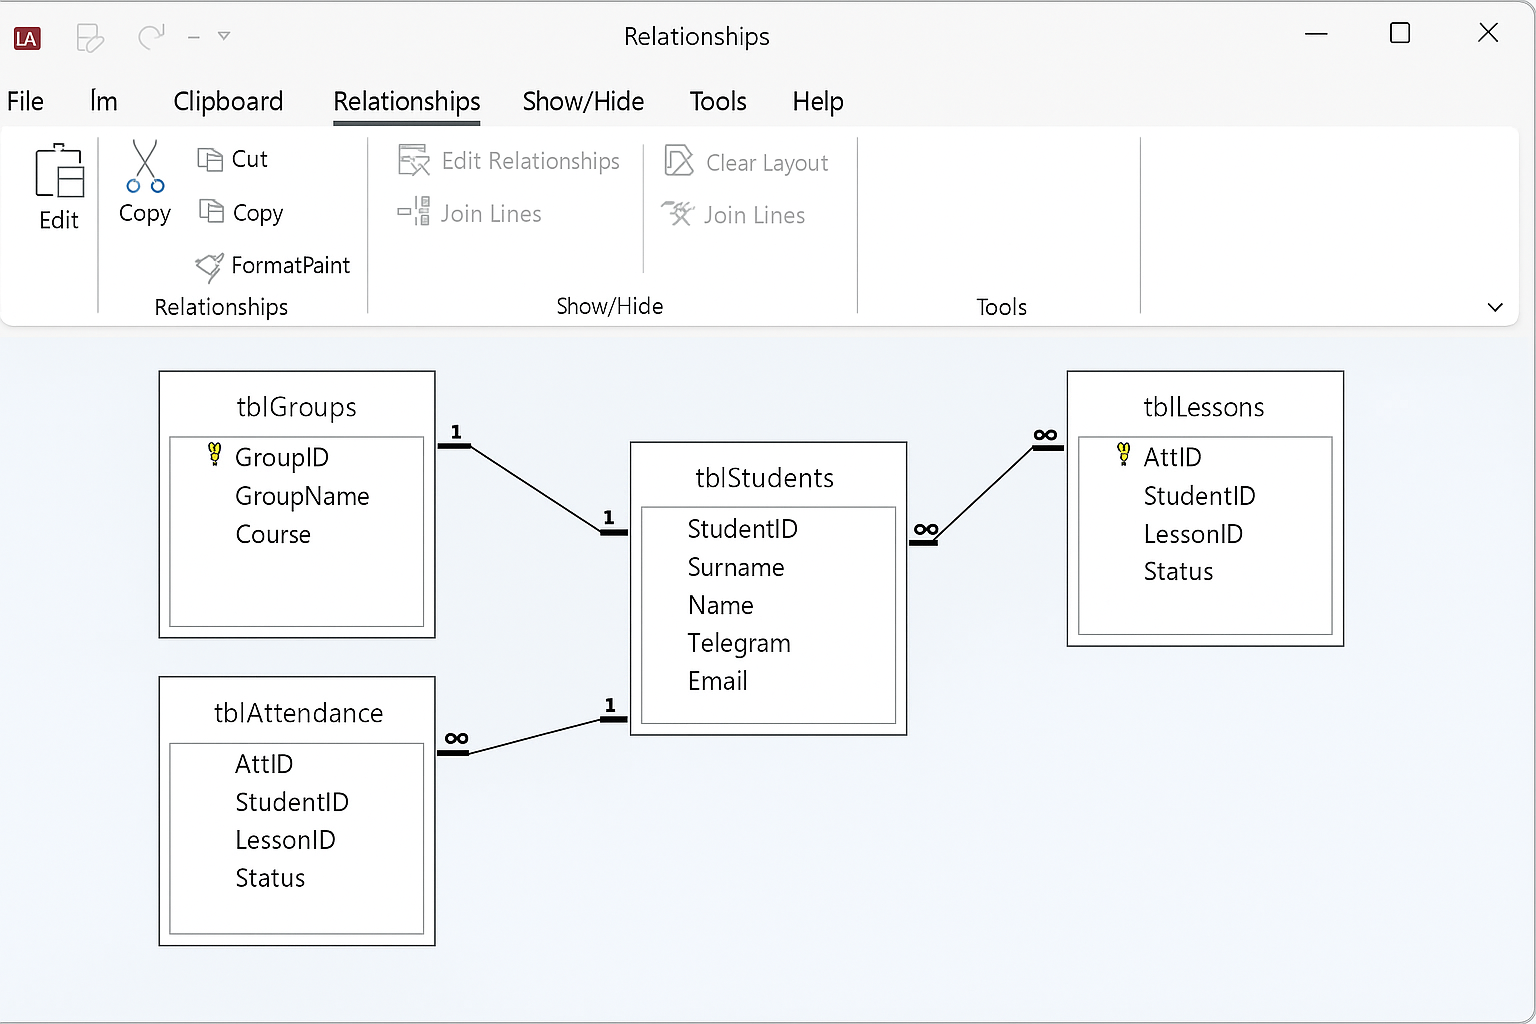 LA
Relationships
File
Clipboard Relationships Show/Hide Tools Help
Edit
Copy
Cut
Copy
FormatPaint
Relationships
Edit Relationships
Join Lines
Clear Layout
Join Lines
Show/Hide
Tools
tblGroups
GroupID
GroupName
Course
1
1
tblStudents
StudentID
Surname
Name
Telegram
Email
∞
∞
tblLessons
AttID
StudentID
LessonID
Status
tblAttendance
AttID
StudentID
LessonID
Status
∞
1